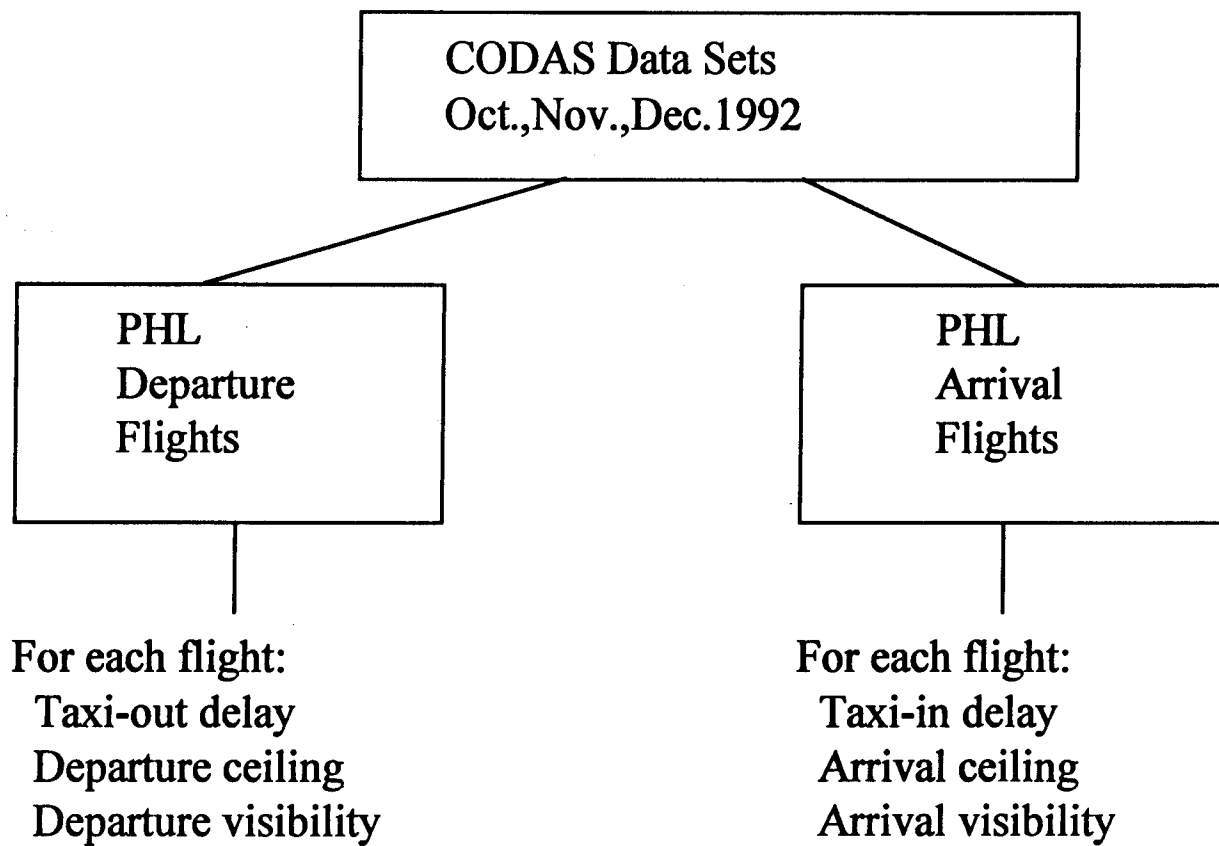 CODAS Data Sets
Oct.,Nov.,Dec.1992
PHL
Departure
Flights
PHL
Arrival
Flights
For each flight:
Taxi-out delay
Departure ceiling
Departure visibility
For each flight:
Taxi-in delay
Arrival ceiling
Arrival visibility